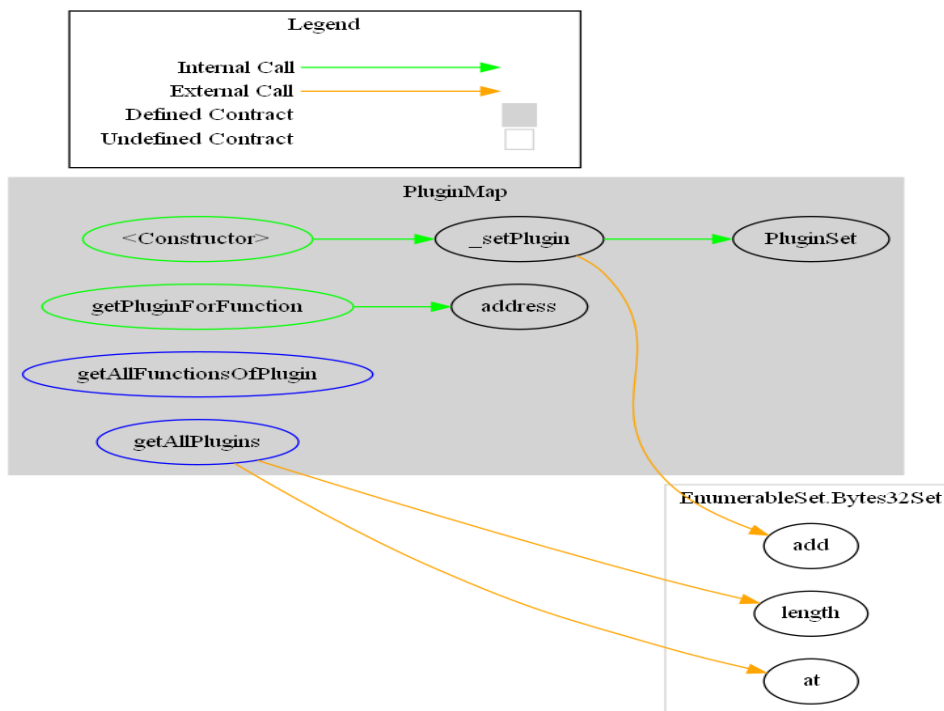 Legend
Internal Call
External Call
Defined Contract
Undefined Contract
PluginMap
<Constructor>
_setPlugin
PluginSet
getPluginForFunction
address
getAllFunctionsOfPlugin
getAllPlugins
EnumerableSet.Bytes32Set
add
length
at